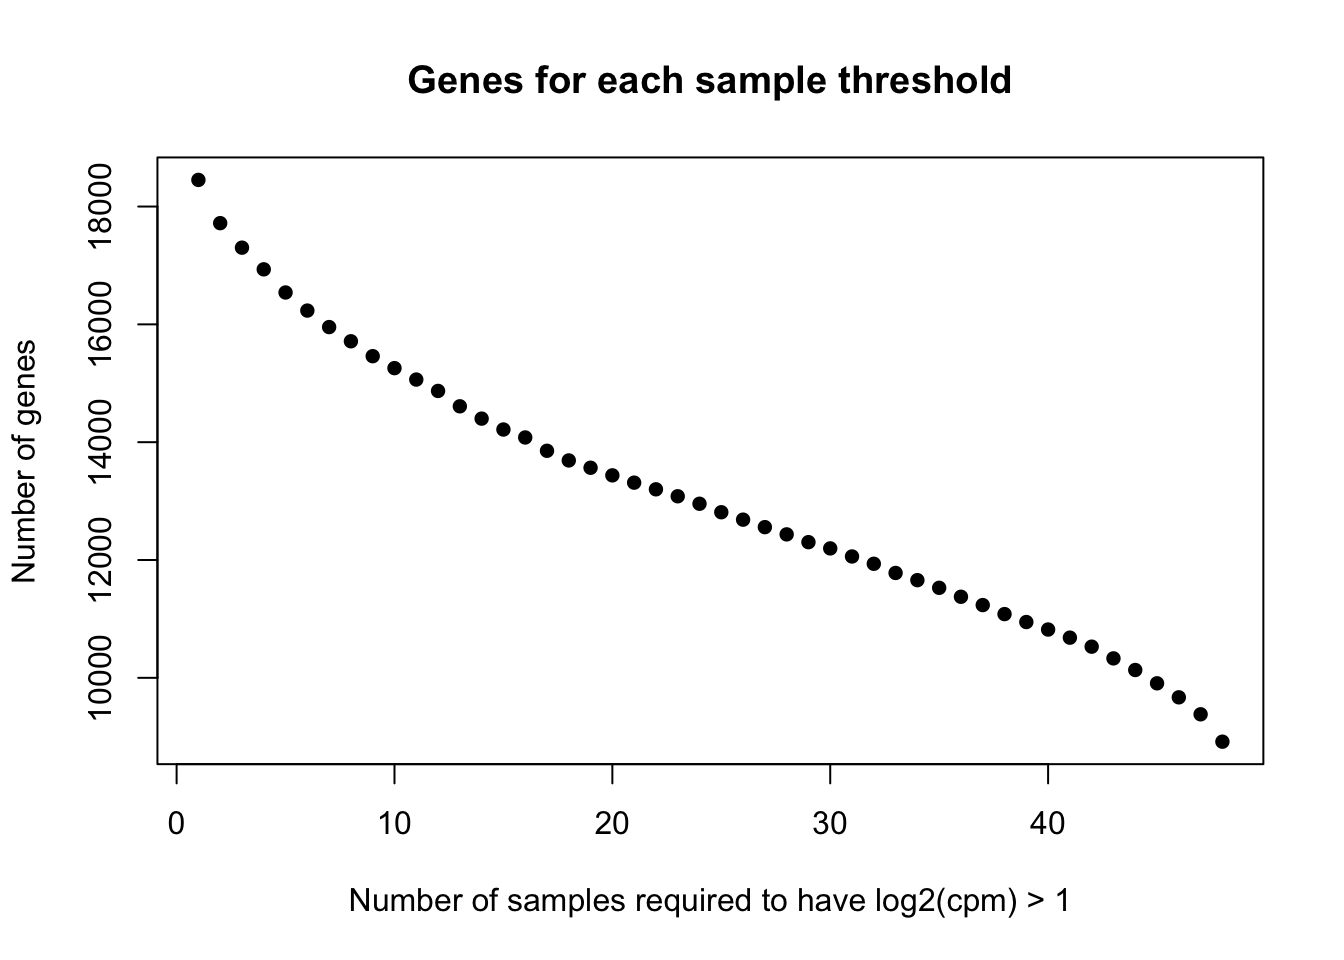 Genes for each sample threshold
Number of genes
18000
16000
14000
12000
10000
0 10 20 30 40
Number of samples required to have log2(cpm) > 1